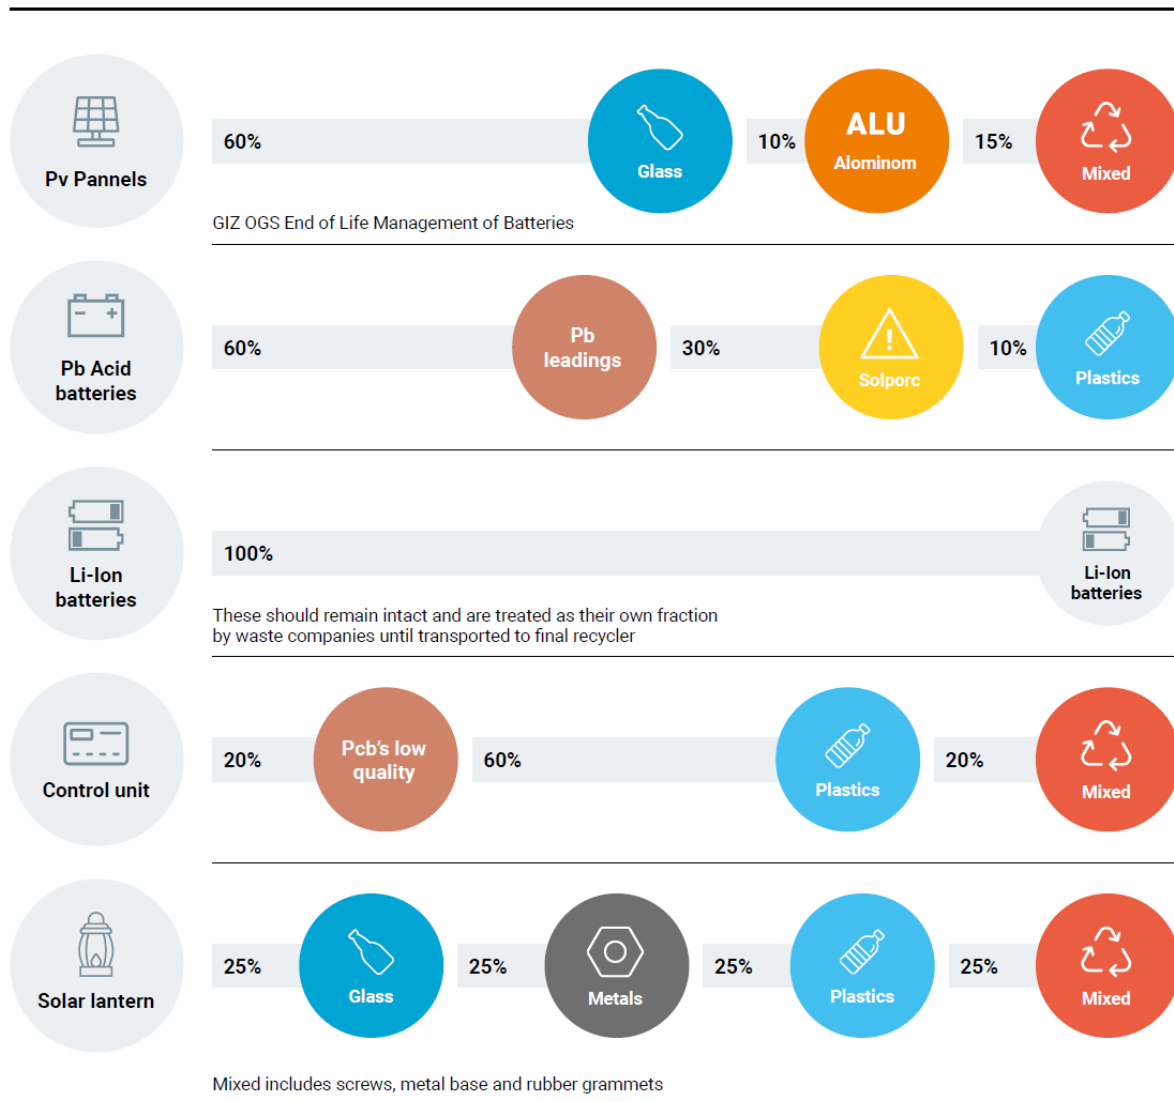 Pv Pannels
60%
Glass
10%
ALU
Alominom
15%
Mixed
GIZ OGS End of Life Management of Batteries
Pb Acid
batteries
60%
Pb
leadings
30%
Solporc
10%
Plastics
Li-Ion
batteries
100%
Li-Ion
batteries
These should remain intact and are treated as their own fraction
by waste companies until transported to final recycler
Control unit
20%
Pcb's low
quality
60%
Plastics
20%
Mixed
Solar lantern
25%
Glass
25%
Metals
25%
Plastics
25%
Mixed
Mixed includes screws, metal base and rubber grammets